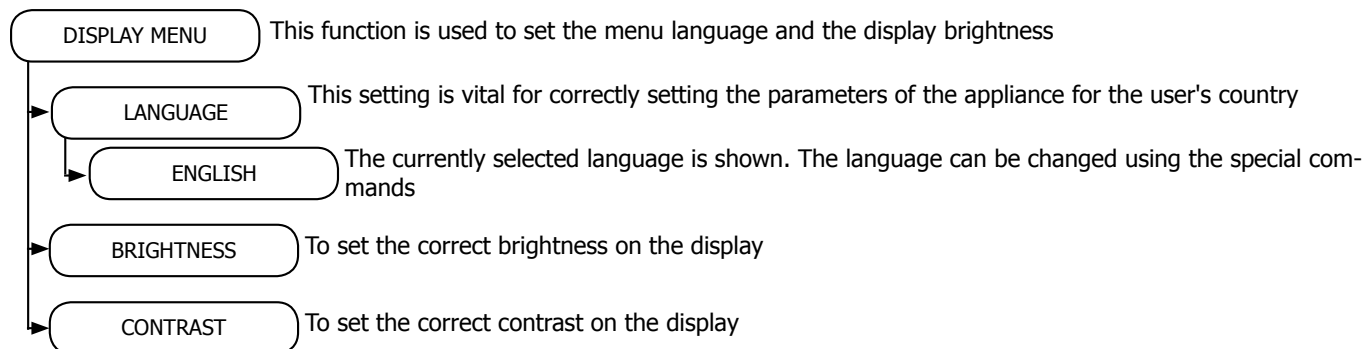 DISPLAY MENU This function is used to set the menu language and the display brightness
LANGUAGE This setting is vital for correctly setting the parameters of the appliance for the user's country
ENGLISH The currently selected language is shown. The language can be changed using the special com-
mands
BRIGHTNESS To set the correct brightness on the display
CONTRAST To set the correct contrast on the display